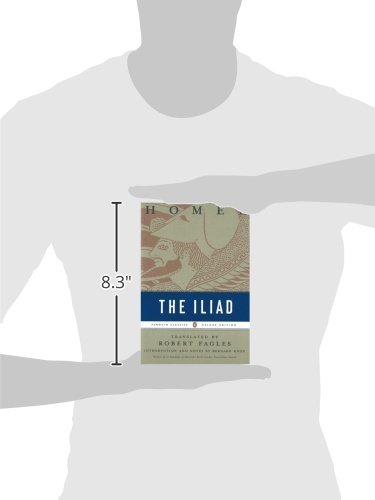 HOME
8.3"
THE ILIAD
PENGUIN CLASSICS DELUXE EDITION
TRANSLATED BY
ROBERT FAGLES
INTRODUCTION AND NOTES BY BERNARD KNOX